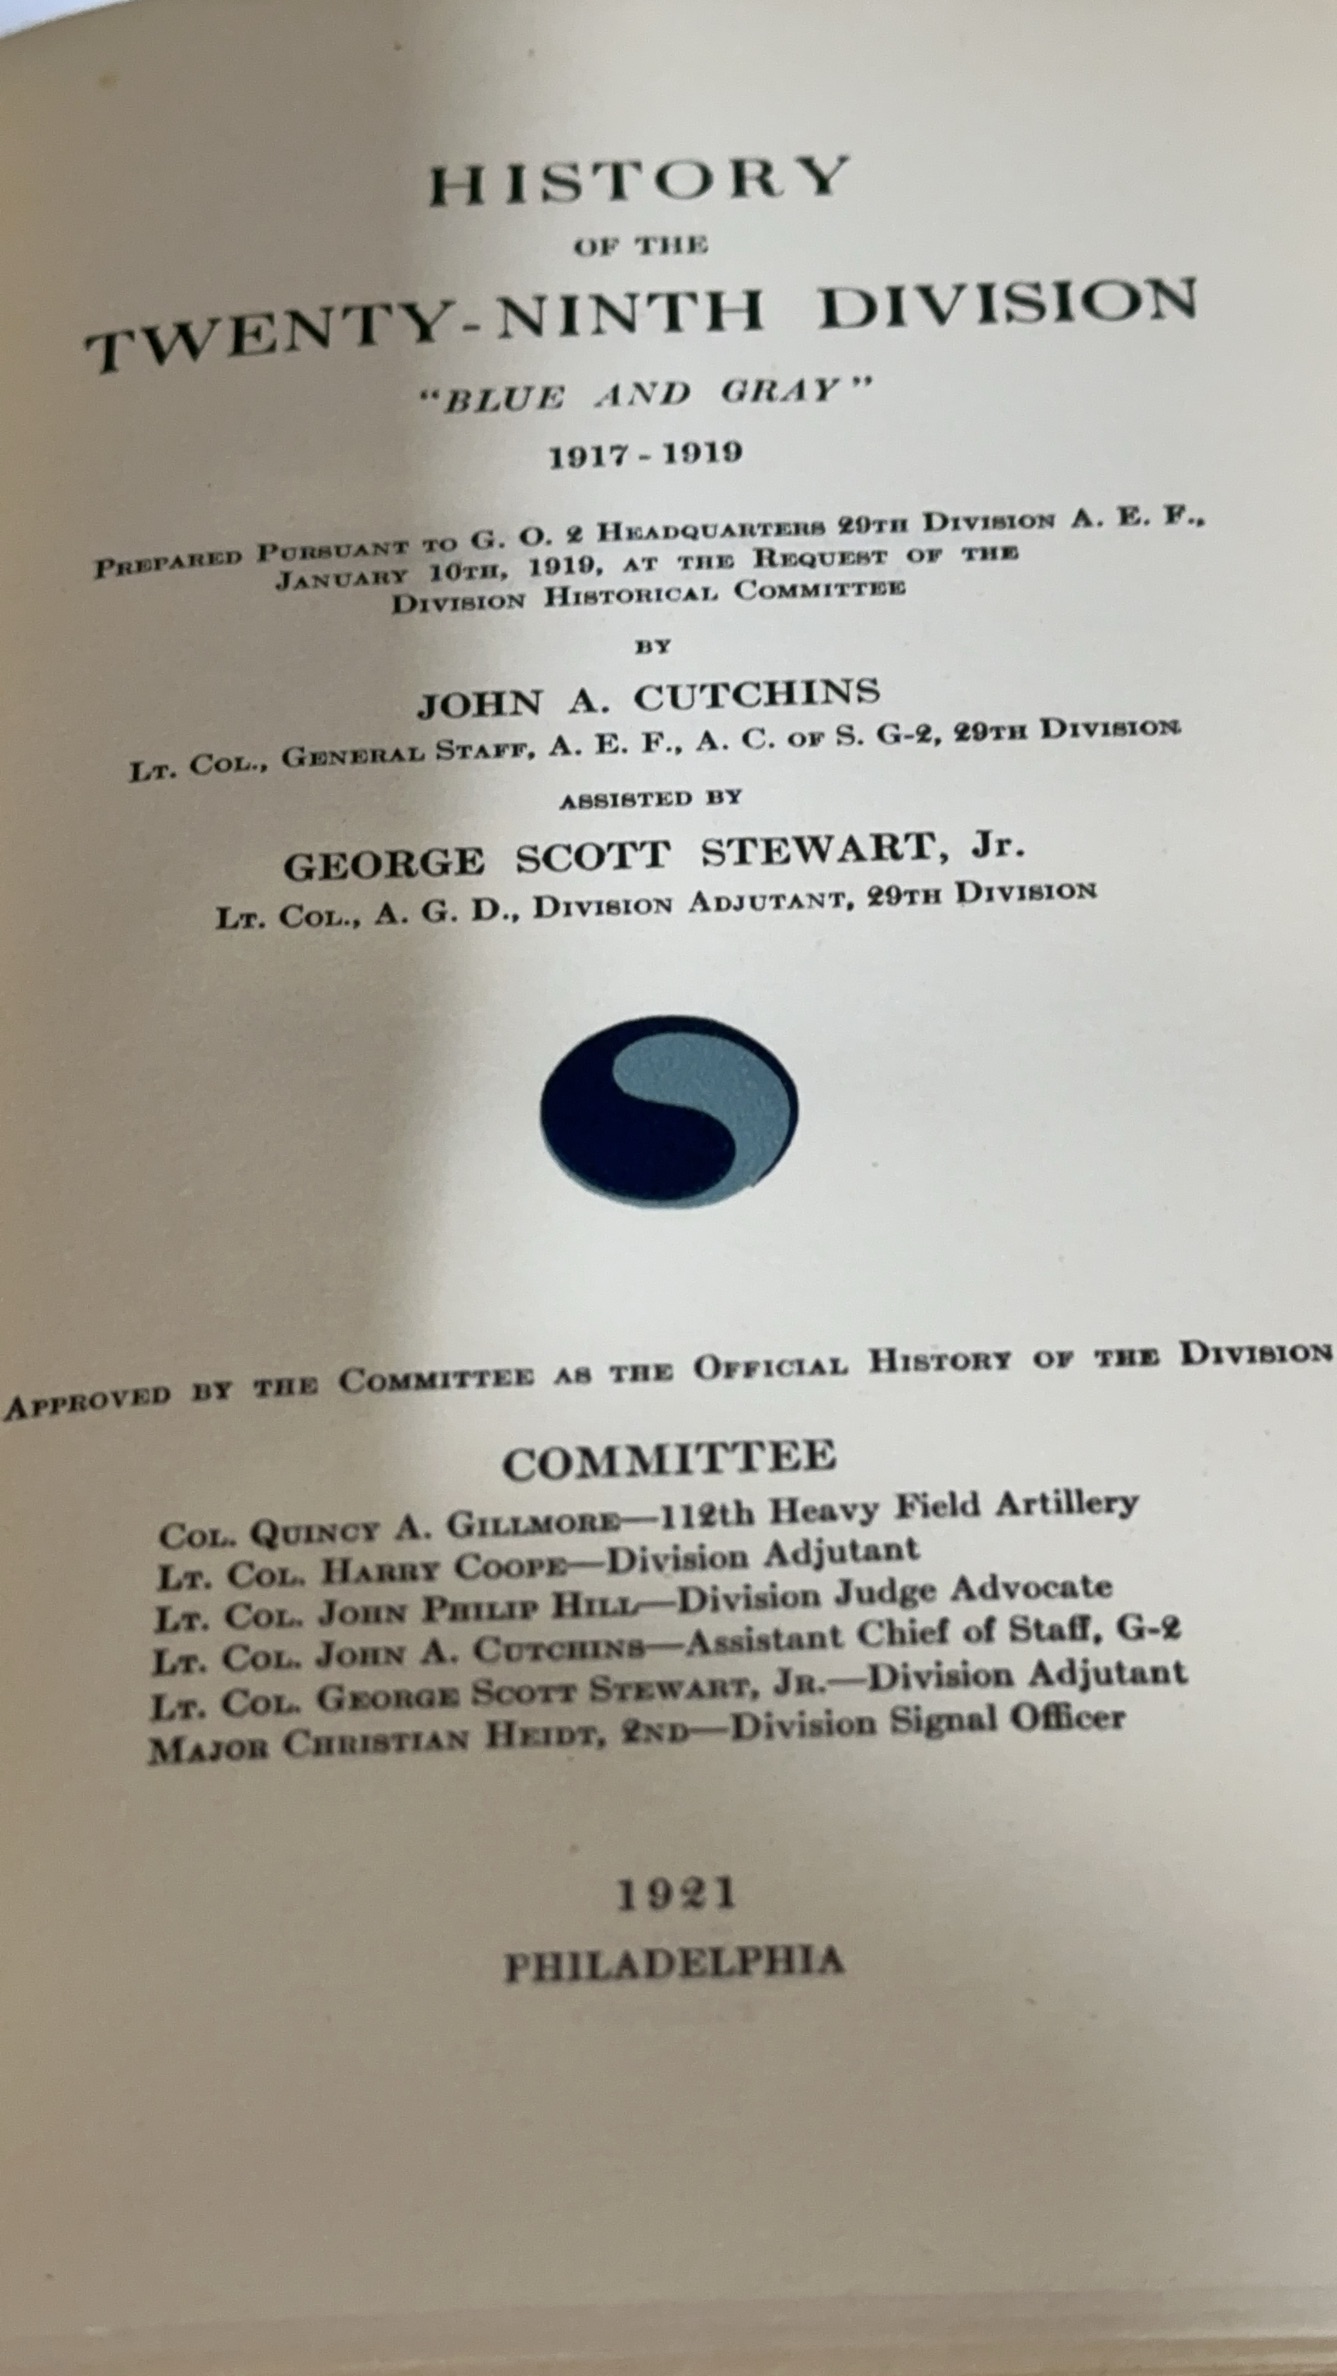 HISTORY
OF THE
TWENTY-NINTH DIVISION
"BLUE AND GRAY"
1917 - 1919
PREPARED PURSUANT TO G. O. 2 HEADQUARTERS 29TH DIVISION A. E. F.,
JANUARY 10TH, 1919, AT THE REQUEST OF THE
DIVISION HISTORICAL COMMITTEE
BY
JOHN A. CUTCHINS
LT. COL., GENERAL STAFF, A. E. F., A. C. OF S. G-2, 29TH DIVISION
ASSISTED BY
GEORGE SCOTT STEWART, Jr.
LT. COL., A. G. D., DIVISION ADJUTANT, 29TH DIVISION
APPROVED BY THE COMMITTEE AS THE OFFICIAL HISTORY OF THE DIVISION
COMMITTEE
COL. QUINCY A. GILLMORE—112th Heavy Field Artillery
LT. COL. HARRY COOPE—Division Adjutant
LT. COL. JOHN PHILIP HILL—Division Judge Advocate
LT. COL. JOHN A. CUTCHINS—Assistant Chief of Staff, G-2
LT. COL. GEORGE SCOTT STEWART, JR.—Division Adjutant
MAJOR CHRISTIAN HEIDT, 2ND—Division Signal Officer
1921
PHILADELPHIA